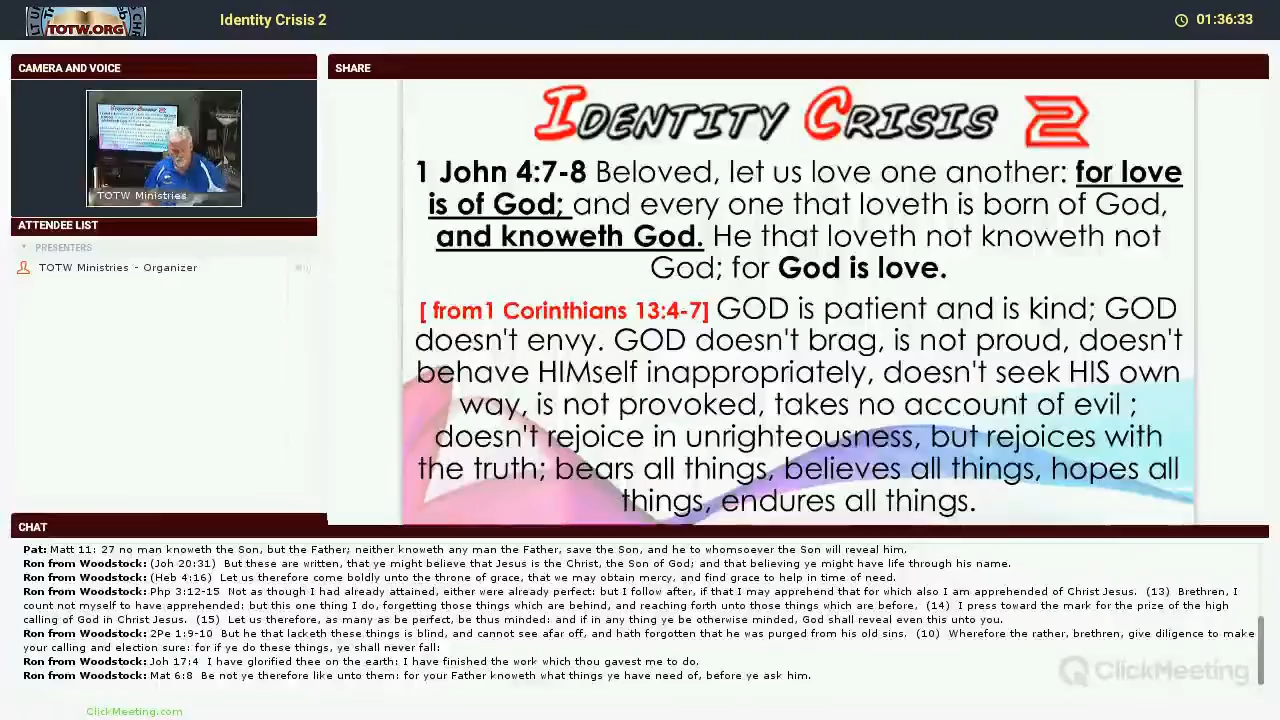 TOTW.ORG
Identity Crisis 2
01:36:33
CAMERA AND VOICE
TOTW Ministries
ATTENDEE LIST
PRESENTERS
TOTW Ministries - Organizer
SHARE
IDENTITY CRISIS 2
1 John 4:7-8 Beloved, let us love one another: for love
is of God; and every one that loveth is born of God,
and knoweth God. He that loveth not knoweth not
God; for God is love.
[ from1 Corinthians 13:4-7] GOD is patient and is kind; GOD
doesn't envy. GOD doesn't brag, is not proud, doesn't
behave HIMself inappropriately, doesn't seek HIS own
way, is not provoked, takes no account of evil ;
doesn't rejoice in unrighteousness, but rejoices with
the truth; bears all things, believes all things, hopes all
things, endures all things.
CHAT
Pat: Matt 11: 27 no man knoweth the Son, but the Father; neither knoweth any man the Father, save the Son, and he to whomsoever the Son will reveal him.
Ron from Woodstock: (Joh 20:31) But these are written, that ye might believe that Jesus is the Christ, the Son of God; and that believing ye might have life through his name.
Ron from Woodstock: (Heb 4:16) Let us therefore come boldly unto the throne of grace, that we may obtain mercy, and find grace to help in time of need.
Ron from Woodstock: Php 3:12-15 Not as though I had already attained, either were already perfect: but I follow after, if that I may apprehend that for which also I am apprehended of Christ Jesus. (13) Brethren, I
count not myself to have apprehended: but this one thing I do, forgetting those things which are behind, and reaching forth unto those things which are before, (14) I press toward the mark for the prize of the high
calling of God in Christ Jesus. (15) Let us therefore, as many as be perfect, be thus minded: and if in any thing ye be otherwise minded, God shall reveal even this unto you.
Ron from Woodstock: 2Pe 1:9-10 But he that lacketh these things is blind, and cannot see afar off, and hath forgotten that he was purged from his old sins. (10) Wherefore the rather, brethren, give diligence to make
your calling and election sure: for if ye do these things, ye shall never fall:
Ron from Woodstock: Joh 17:4 I have glorified thee on the earth: I have finished the work which thou gavest me to do.
Ron from Woodstock: Mat 6:8 Be not ye therefore like unto them: for your Father knoweth what things ye have need of, before ye ask him.
ClickMeeting
ClickMeeting.com